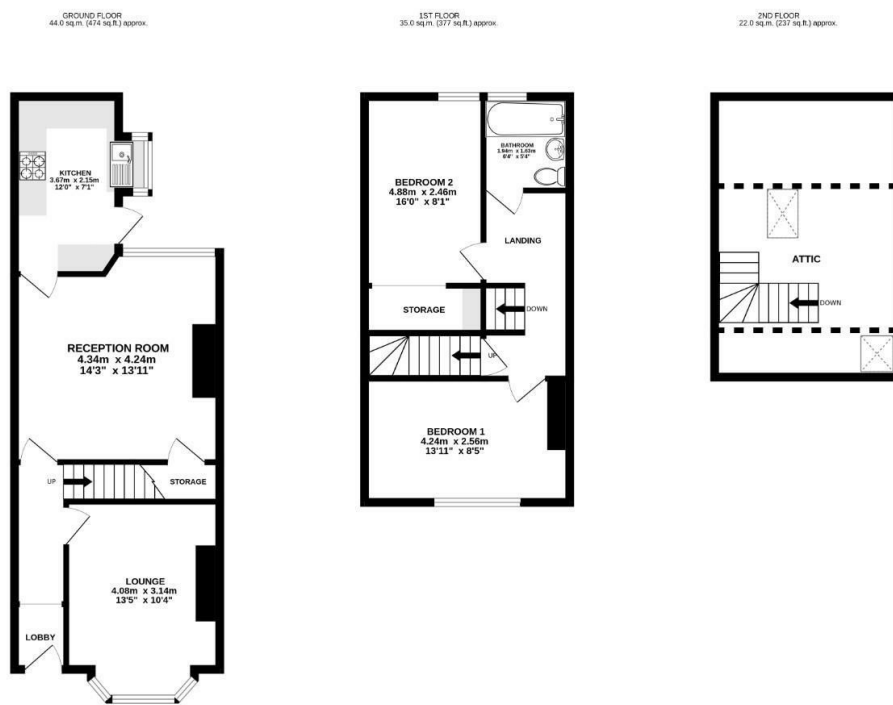 GROUND FLOOR
44.0 sq.m. (474 sq.ft.) approx.
KITCHEN
3.67m x 2.15m
12'0" x 7'1"
RECEPTION ROOM
4.34m x 4.24m
14'3" x 13'11"
UP
STORAGE
LOUNGE
4.08m x 3.14m
13'5" x 10'4"
LOBBY
1ST FLOOR
35.0 sq.m. (377 sq.ft.) approx.
BATHROOM
1.94m x 1.63m
6'4" x 5'4"
BEDROOM 2
4.88m x 2.46m
16'0" x 8'1"
LANDING
STORAGE
DOWN
UP
BEDROOM 1
4.24m x 2.56m
13'11" x 8'5"
2ND FLOOR
22.0 sq.m. (237 sq.ft.) approx.
ATTIC
DOWN